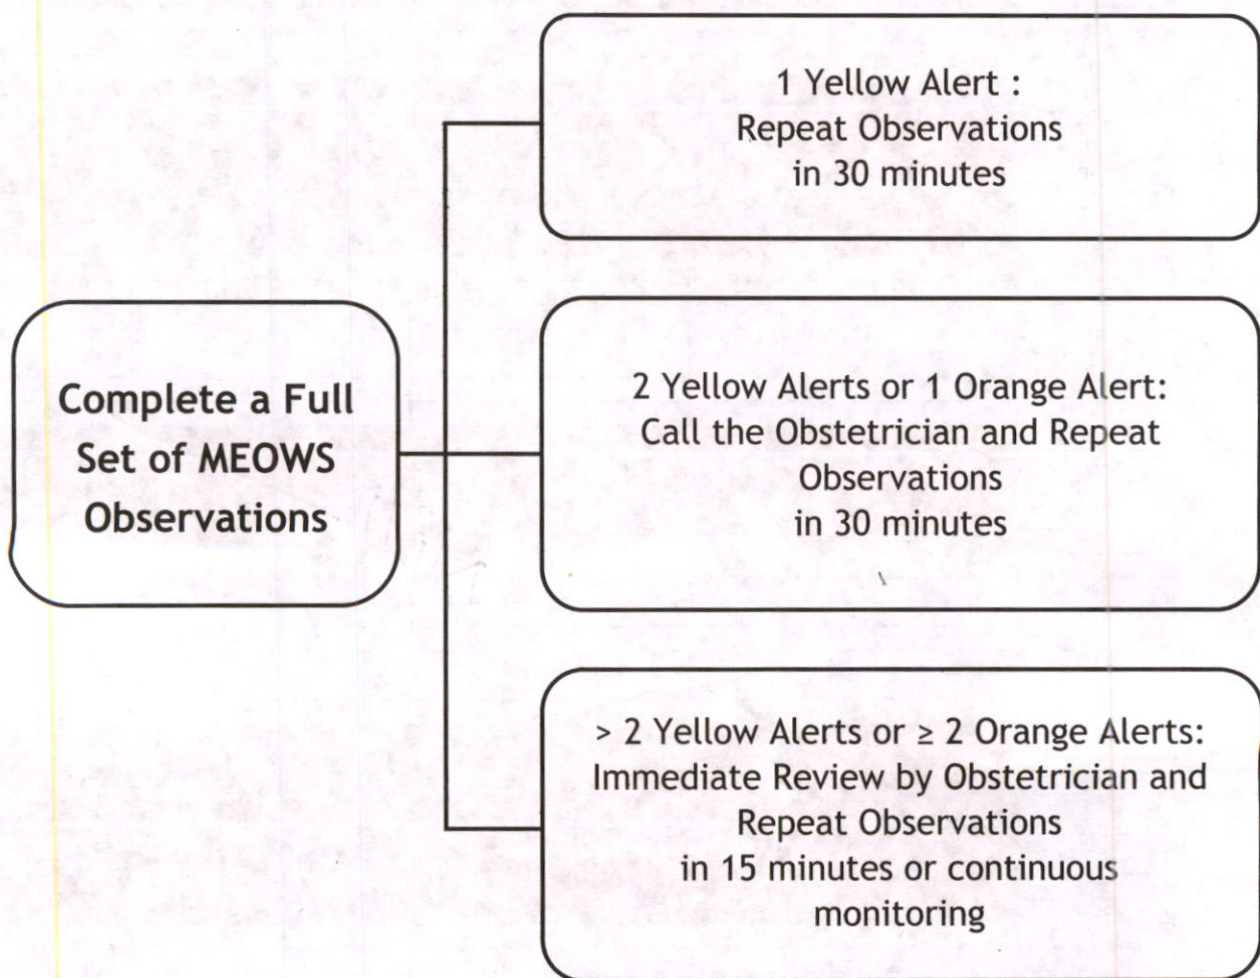 1 Yellow Alert :
Repeat Observations
in 30 minutes
Complete a Full
Set of MEOWS
Observations
2 Yellow Alerts or 1 Orange Alert:
Call the Obstetrician and Repeat
Observations
in 30 minutes
> 2 Yellow Alerts or ≥ 2 Orange Alerts:
Immediate Review by Obstetrician and
Repeat Observations
in 15 minutes or continuous
monitoring